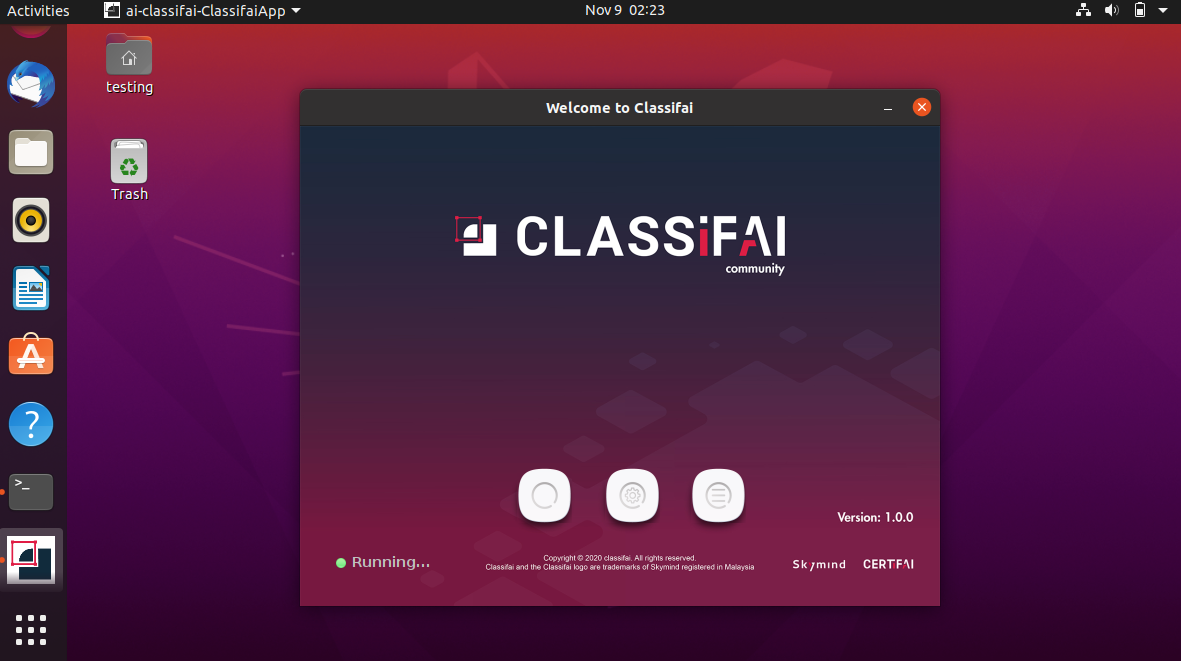 Activities
ai-classifai-ClassifaiApp
Nov 9 02:23
testing
Trash
Welcome to Classifai
CLASSiFAI
community
Version: 1.0.0
Running...
Copyright © 2020 classifai. All rights reserved.
Classifai and the Classifai logo are trademarks of Skymind registered in Malaysia
Skymind
CERTFAI